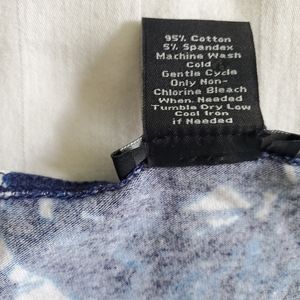 95% Cotton
5% Spandex
Machine Wash
Cold
Gentle Cycle
Only Non-
Chlorine Bleach
When Needed
Tumble Dry Low
Cool Iron
if Needed